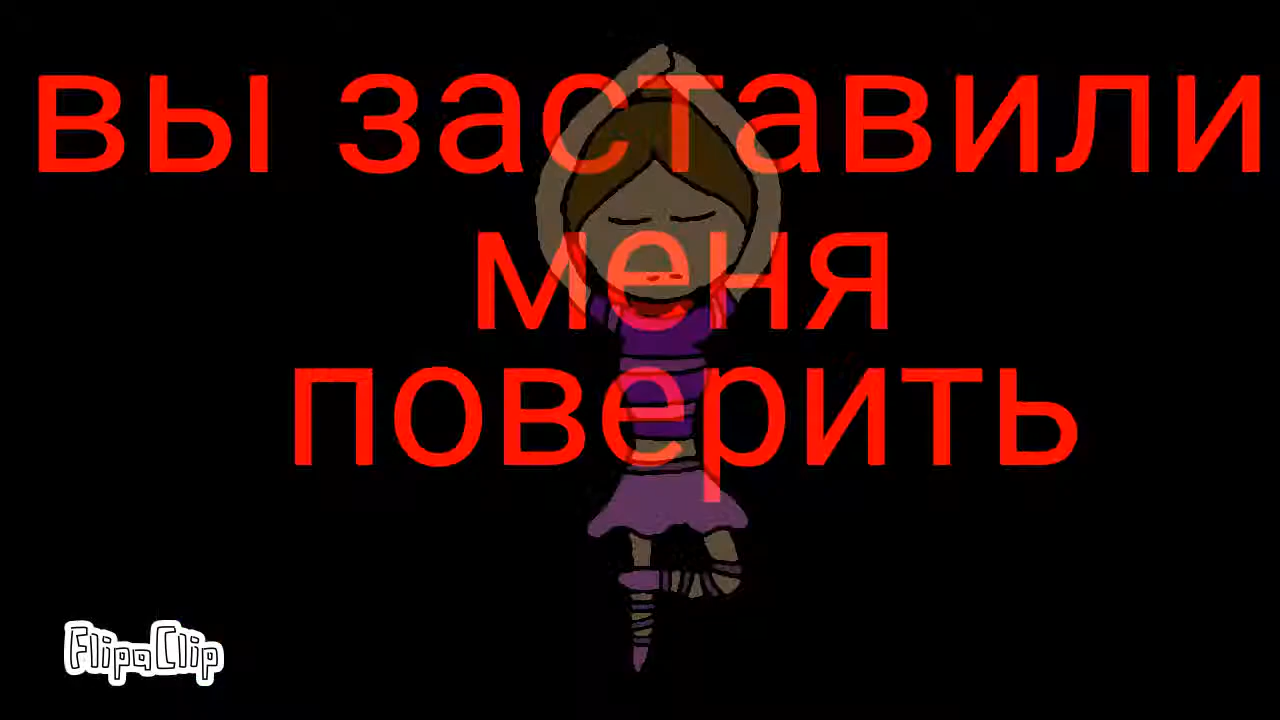 вы заставили
меня
поверить
FlipaClip